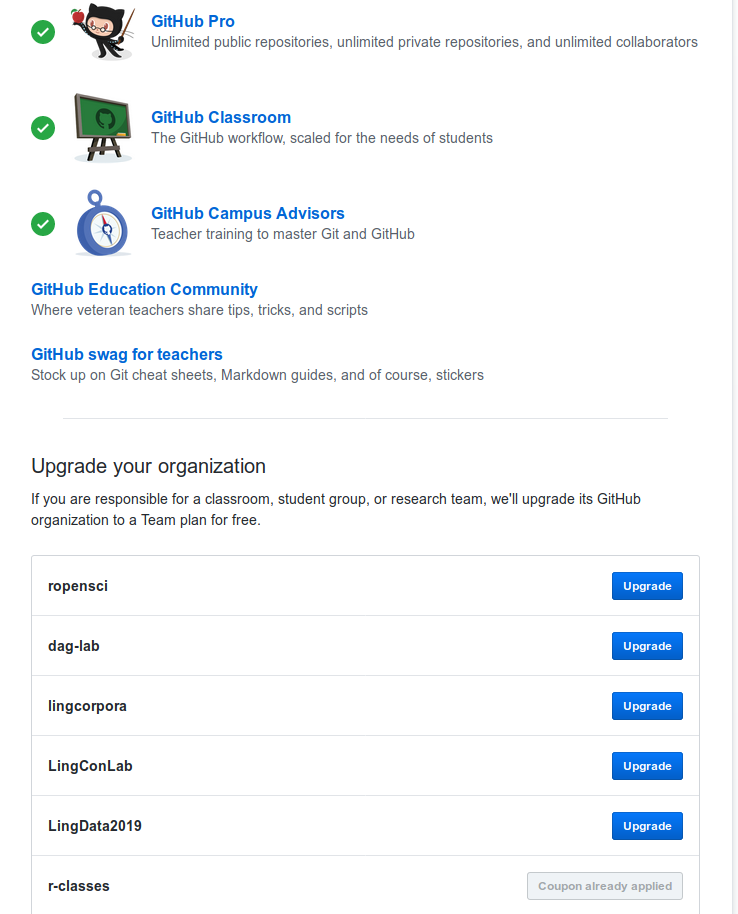 GitHub Pro
Unlimited public repositories, unlimited private repositories, and unlimited collaborators
GitHub Classroom
The GitHub workflow, scaled for the needs of students
GitHub Campus Advisors
Teacher training to master Git and GitHub
GitHub Education Community
Where veteran teachers share tips, tricks, and scripts
GitHub swag for teachers
Stock up on Git cheat sheets, Markdown guides, and of course, stickers
Upgrade your organization
If you are responsible for a classroom, student group, or research team, we'll upgrade its GitHub
organization to a Team plan for free.
ropensci Upgrade
dag-lab Upgrade
lingcorpora Upgrade
LingConLab Upgrade
LingData2019 Upgrade
r-classes Coupon already applied